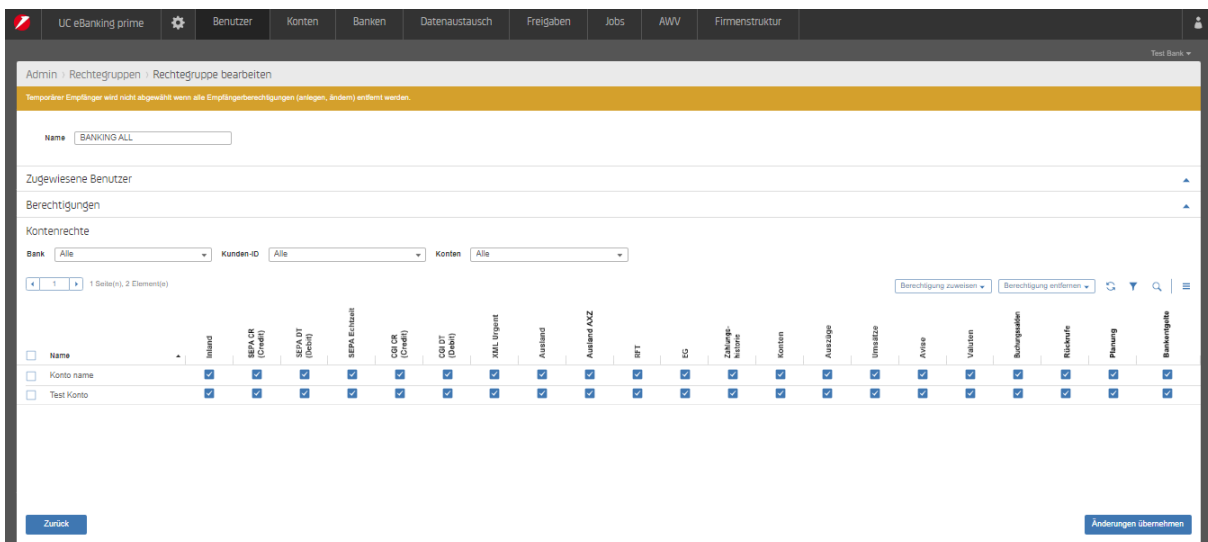 UC eBanking prime Benutzer Konten Banken Datenaustausch Freigaben Jobs AWV Firmenstruktur
Test Bank
Admin › Rechtegruppen › Rechtegruppe bearbeiten
Temporärer Empfänger wird nicht abgewählt wenn alle Empfängerberechtigungen (anlegen, ändern) entfernt werden.
Name BANKING ALL
Zugewiesene Benutzer
Berechtigungen
Kontenrechte
Bank Alle Kunden-ID Alle Konten Alle
1 1 Seite(n), 2 Element(e) Berechtigung zuweisen Berechtigung entfernen
Name
Inland
SEPA CR
(Credit)
SEPA DT
(Debit)
SEPA Echtzeit
CGI CR
(Credit)
CGI DT
(Debit)
XML Urgent
Ausland
Ausland AXZ
RFT
EG
Zahlungs-
historie
Konten
Auszüge
Umsätze
Avise
Valuten
Buchungssalden
Rückrufe
Planung
Bankentgelte
Konto name
Test Konto
Zurück Änderungen übernehmen